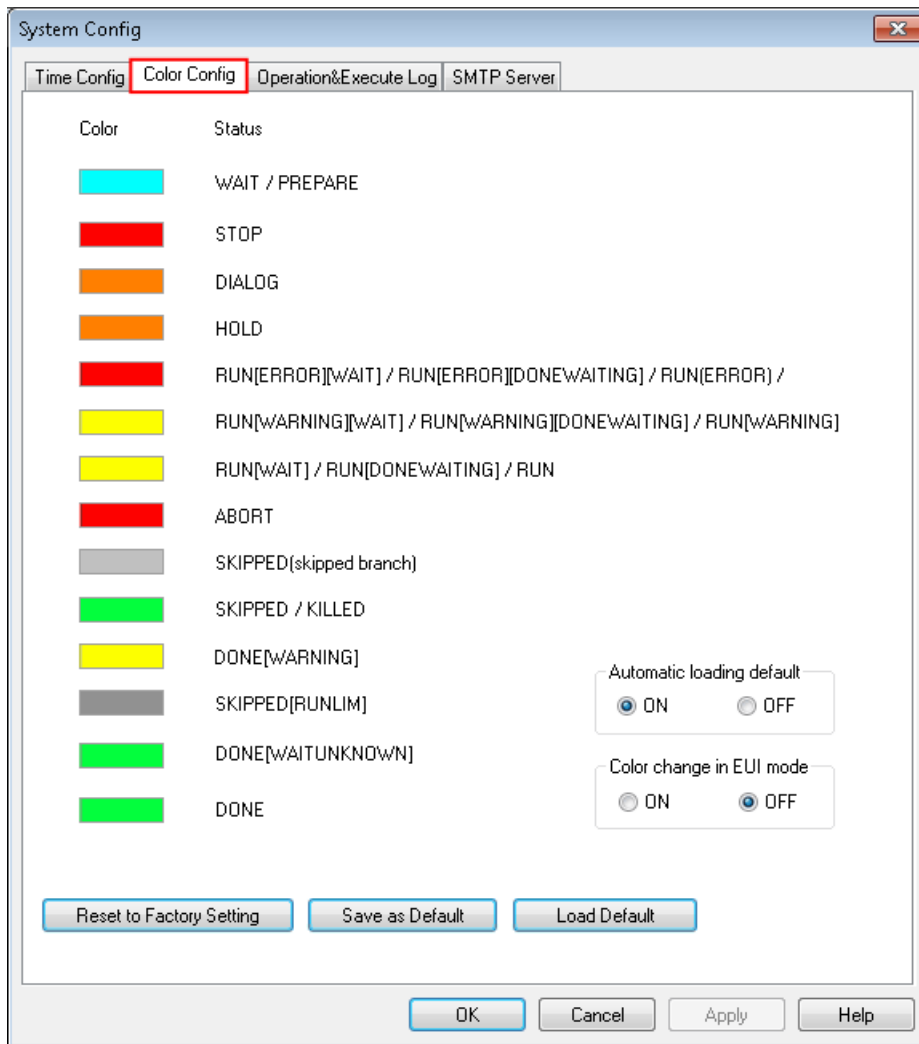 System Config
Time Config Color Config Operation&Execute Log SMTP Server
Color Status
WAIT / PREPARE
STOP
DIALOG
HOLD
RUN[ERROR][WAIT] / RUN[ERROR][DONEWAITING] / RUN(ERROR) /
RUN[WARNING][WAIT] / RUN[WARNING][DONEWAITING] / RUN[WARNING]
RUN[WAIT] / RUN[DONEWAITING] / RUN
ABORT
SKIPPED(skipped branch)
SKIPPED / KILLED
DONE[WARNING]
SKIPPED[RUNLIM]
DONE[WAITUNKNOWN]
DONE
Automatic loading default
ON OFF
Color change in EUI mode
ON OFF
Reset to Factory Setting Save as Default Load Default
OK Cancel Apply Help